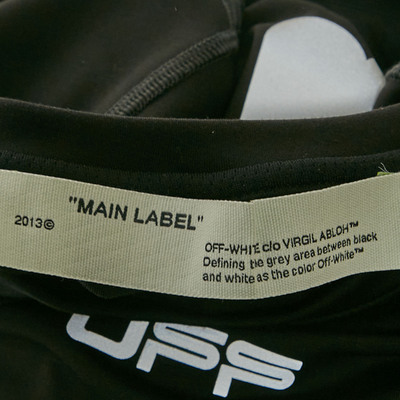 "MAIN LABEL"
2013©
OFF-WHITE c/o VIRGIL ABLOH™
Defining the grey area between black
and white as the color Off-White™
OFF